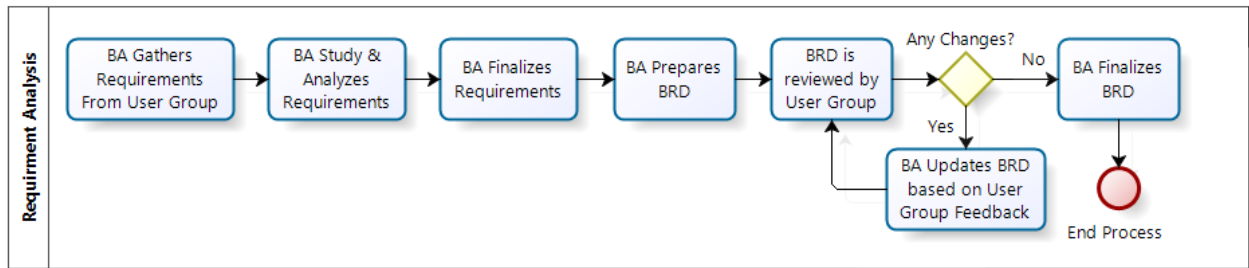 Requirment Analysis
BA Gathers
Requirements
From User Group
BA Study &
Analyzes
Requirements
BA Finalizes
Requirements
BA Prepares
BRD
BRD is
reviewed by
User Group
Any Changes?
No
Yes
BA Finalizes
BRD
BA Updates BRD
based on User
Group Feedback
End Process